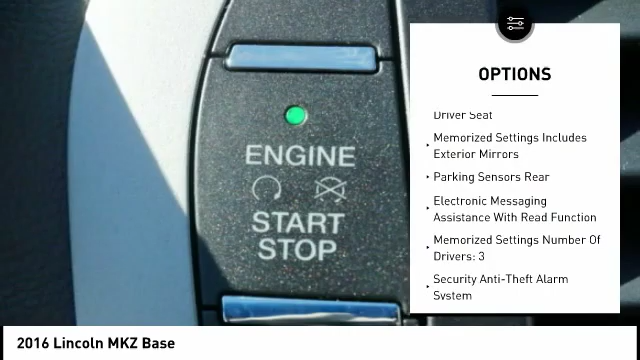 ENGINE
START
STOP
OPTIONS
Driver Seat
Memorized Settings Includes
Exterior Mirrors
Parking Sensors Rear
Electronic Messaging
Assistance With Read Function
Memorized Settings Number Of
Drivers: 3
Security Anti-Theft Alarm
System
2016 Lincoln MKZ Base